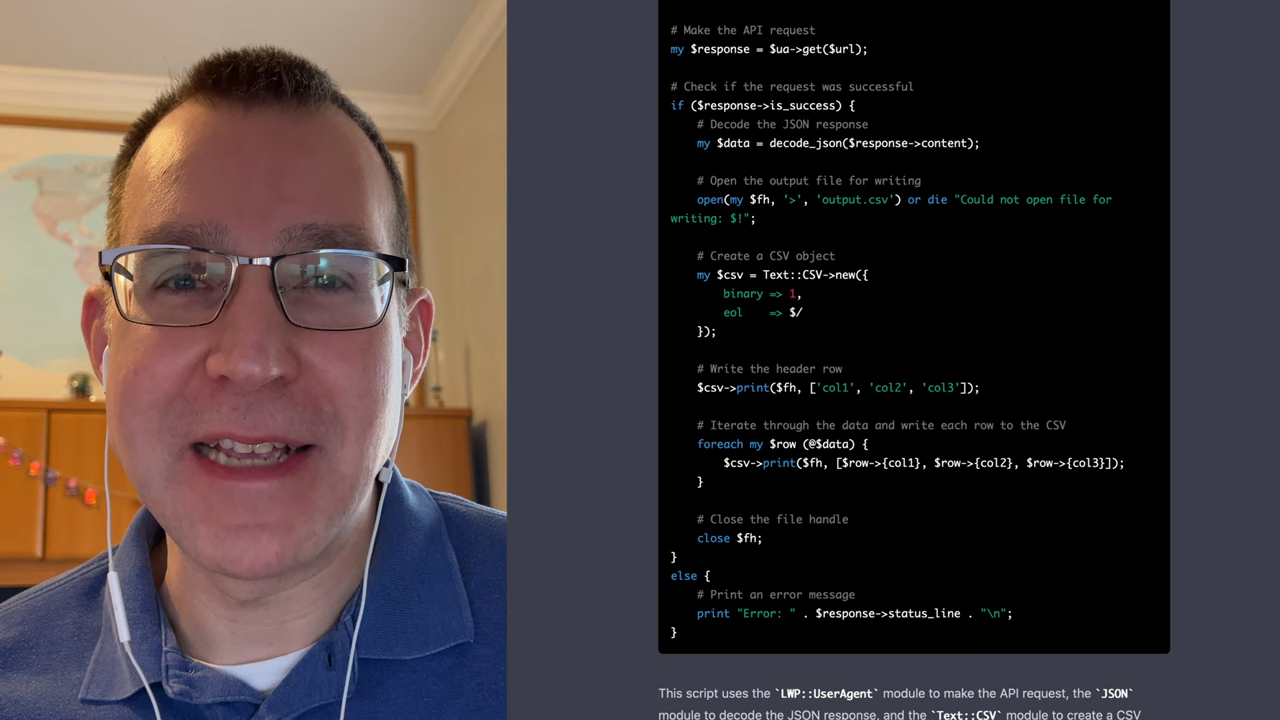 # Make the API request
my $response = $ua->get($url);
# Check if the request was successful
if ($response->is_success) {
# Decode the JSON response
my $data = decode_json($response->content);
# Open the output file for writing
open(my $fh, '>', 'output.csv') or die "Could not open file for
writing: $!";
# Create a CSV object
my $csv = Text::CSV->new({
binary => 1,
eol    => $/
});
# Write the header row
$csv->print($fh, ['col1', 'col2', 'col3']);
# Iterate through the data and write each row to the CSV
foreach my $row (@$data) {
$csv->print($fh, [$row->{col1}, $row->{col2}, $row->{col3}]);
}
# Close the file handle
close $fh;
}
else {
# Print an error message
print "Error: " . $response->status_line . "\n";
}
This script uses the `LWP::UserAgent` module to make the API request, the `JSON`
module to decode the JSON response, and the `Text::CSV` module to create a CSV